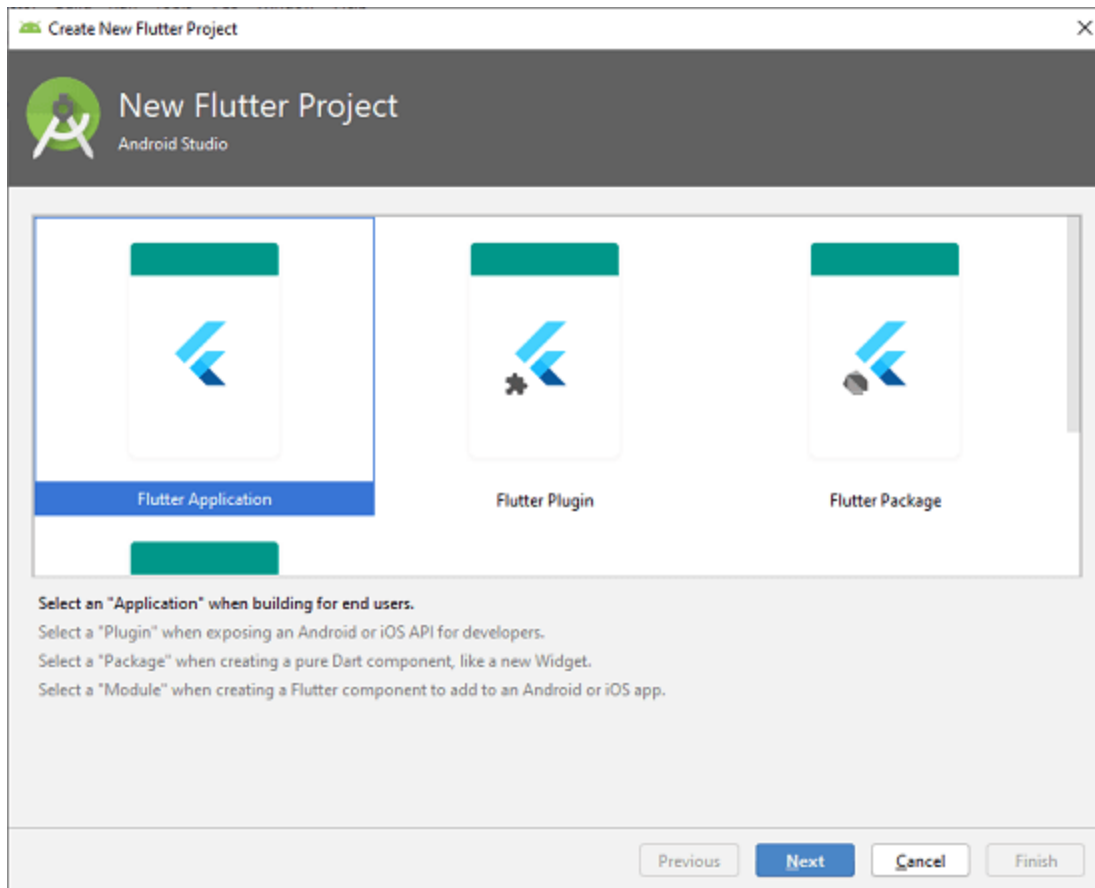 Create New Flutter Project
New Flutter Project
Android Studio
Flutter Application
Flutter Plugin
Flutter Package
Select an "Application" when building for end users.
Select a "Plugin" when exposing an Android or iOS API for developers.
Select a "Package" when creating a pure Dart component, like a new Widget.
Select a "Module" when creating a Flutter component to add to an Android or iOS app.
Previous Next Cancel Finish